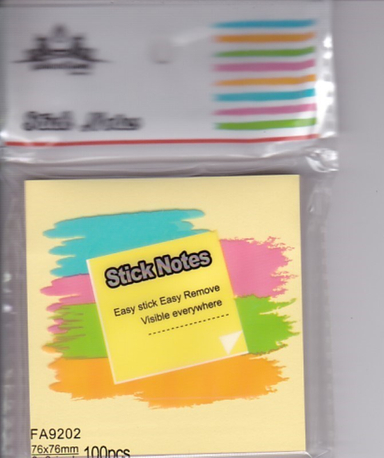 Stick Notes
Stick Notes
Easy stick Easy Remove
Visible everywhere
FA9202
76x76mm
100pcs